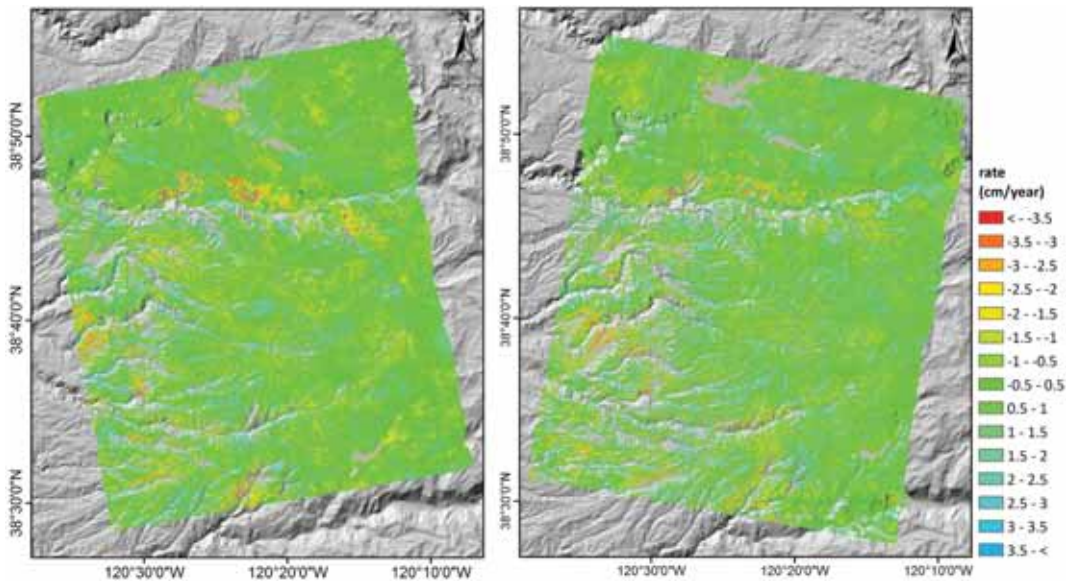 N
N
38°50'0"N
38°40'0"N
38°30'0"N
120°30'0"W
120°20'0"W
120°10'0"W
38°50'0"N
38°40'0"N
38°30'0"N
120°30'0"W
120°20'0"W
120°10'0"W
rate
(cm/year)
< - -3.5
-3.5 - -3
-3 - -2.5
-2.5 - -2
-2 - -1.5
-1.5 - -1
-1 - -0.5
-0.5 - 0.5
0.5 - 1
1 - 1.5
1.5 - 2
2 - 2.5
2.5 - 3
3 - 3.5
3.5 - <